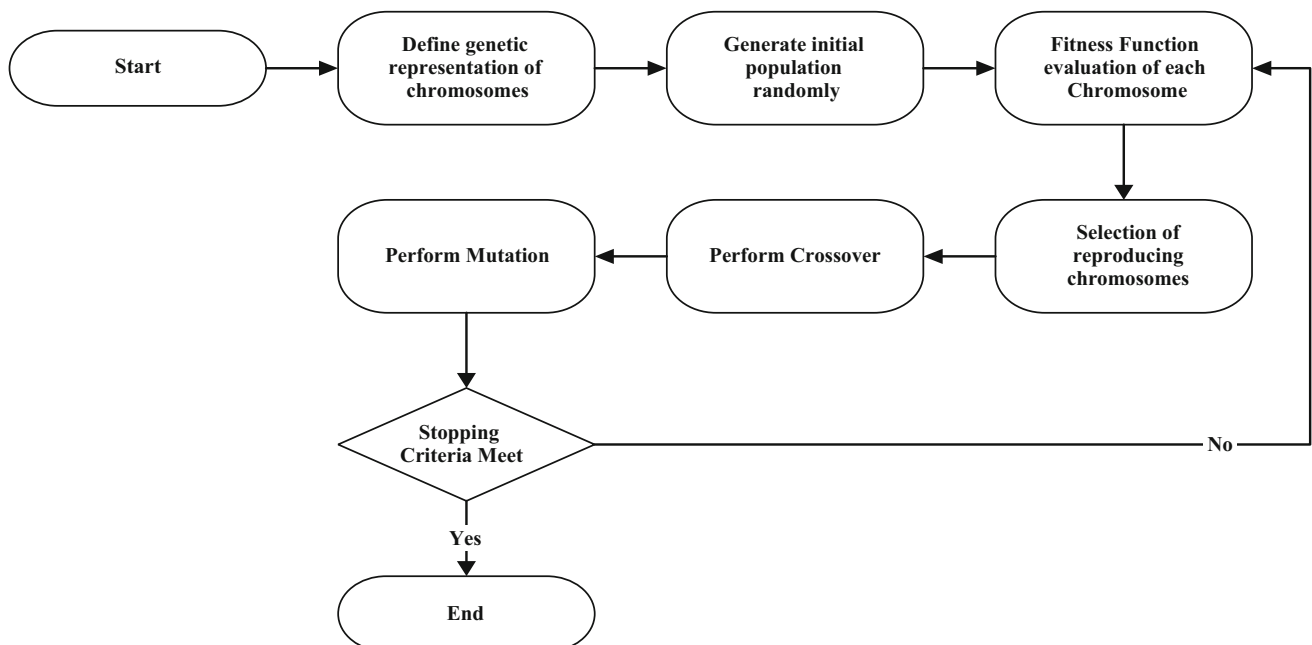 Start
Define genetic
representation of
chromosomes
Generate initial
population
randomly
Fitness Function
evaluation of each
Chromosome
Selection of
reproducing
chromosomes
Perform Crossover
Perform Mutation
Stopping
Criteria Meet
No
Yes
End